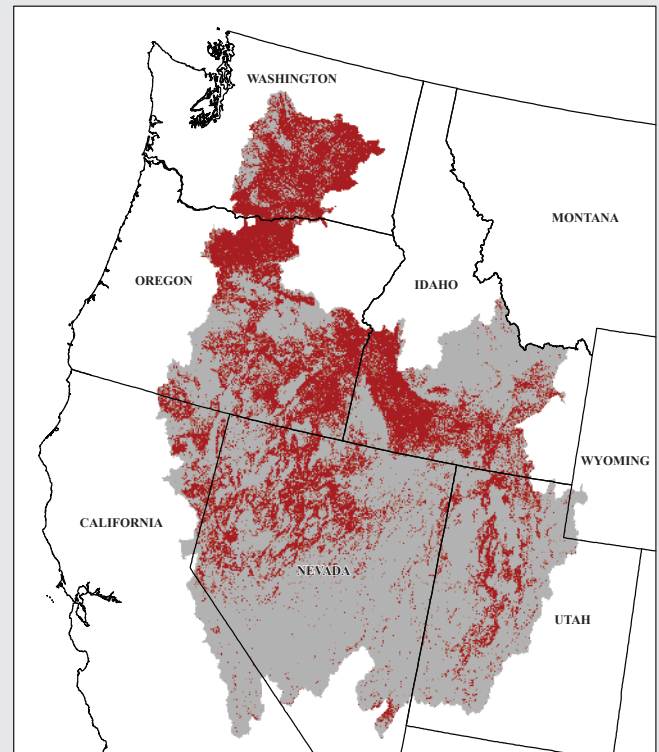 WASHINGTON
MONTANA
OREGON
IDAHO
WYOMING
CALIFORNIA
NEVADA
UTAH